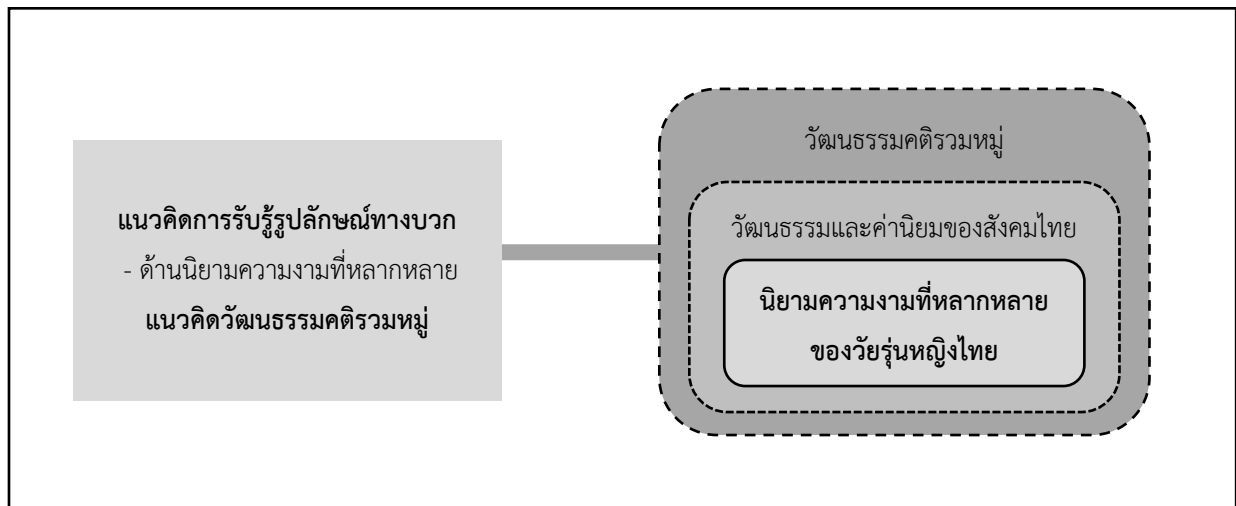 แนวคิดการรับรู้รูปลักษณ์ทางบวก
- ด้านนิยามความงามที่หลากหลาย
แนวคิดวัฒนธรรมคติรวมหมู่
วัฒนธรรมคติรวมหมู่
วัฒนธรรมและค่านิยมของสังคมไทย
นิยามความงามที่หลากหลาย
ของวัยรุ่นหญิงไทย